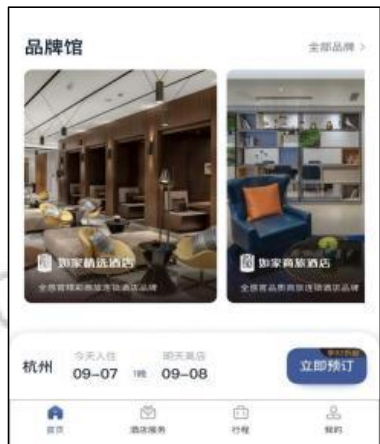 品牌馆
全部品牌 >
如家精选酒店
如家商旅酒店
杭州
今天入住
09-07
1晚
明天离店
09-08
立即预订
首页
酒店服务
行程
我的